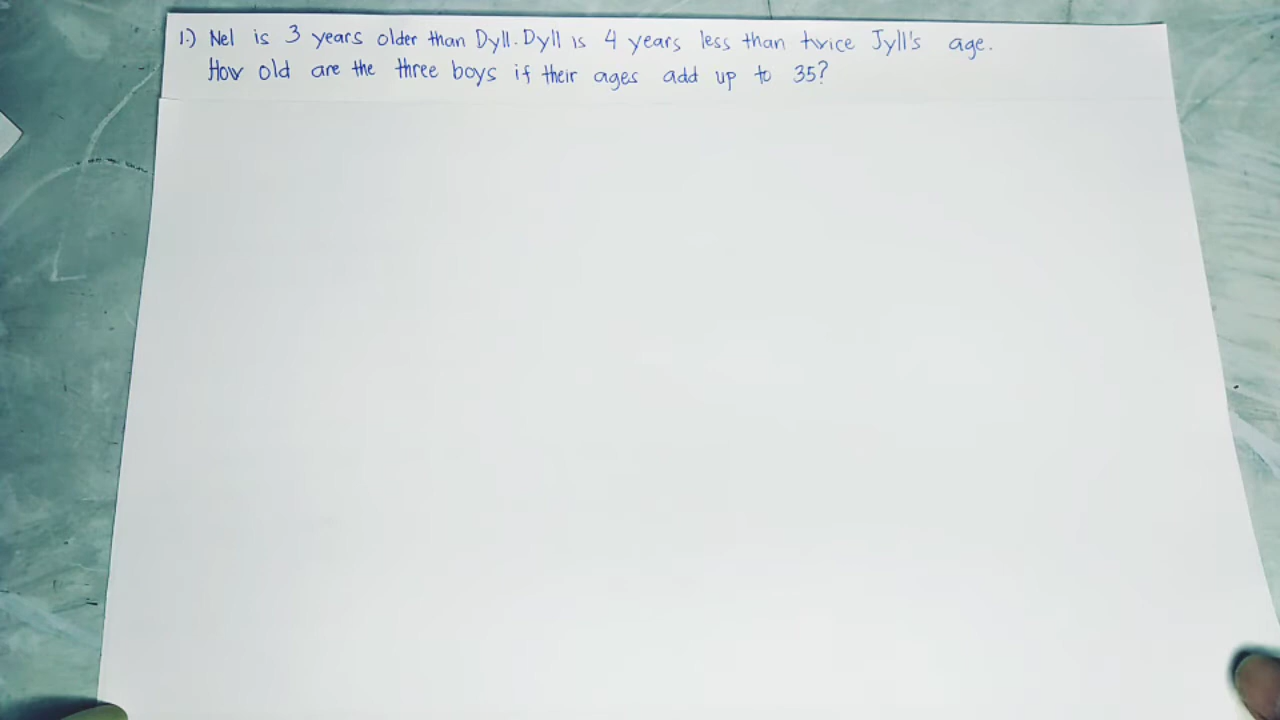 1.) Nel is 3 years older than Dyll. Dyll is 4 years less than twice Jyll's age.
How old are the three boys if their ages add up to 35?